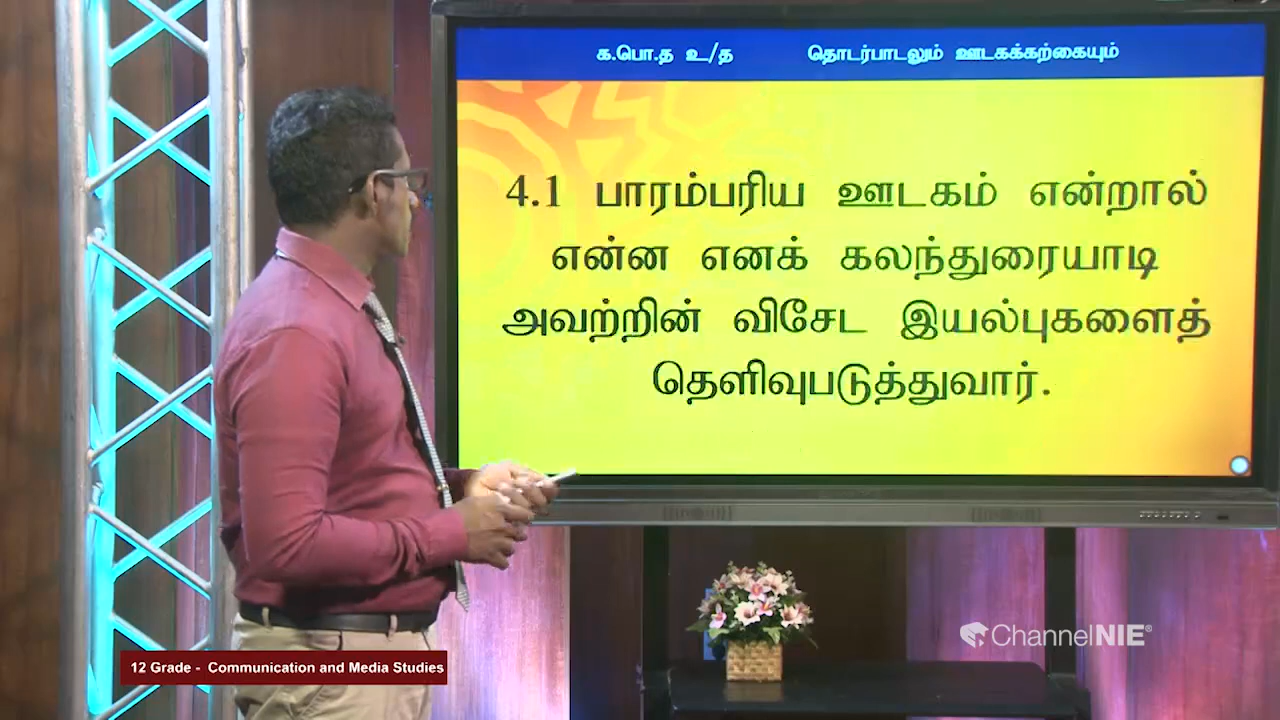 க.பொ.த உ/த தொடர்பாடலும் ஊடகக்கற்கையும்
4.1 பாரம்பரிய ஊடகம் என்றால்
என்ன எனக் கலந்துரையாடி
அவற்றின் விசேட இயல்புகளைத்
தெளிவுபடுத்துவார்.
ChannelNIE®
12 Grade - Communication and Media Studies